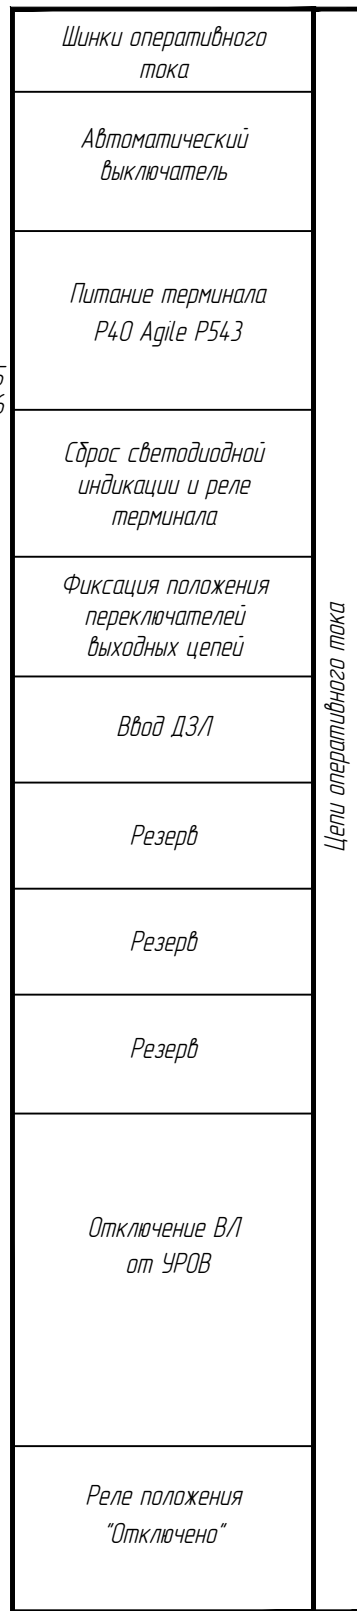 Шинки оперативного
тока
Автоматический
выключатель
Питание терминала
P40 Agile P543
Сброс светодиодной
индикации и реле
терминала
Фиксация положения
переключателей
выходных цепей
Ввод ДЗЛ
Резерв
Резерв
Резерв
Отключение ВЛ
от УРОВ
Реле положения
"Отключено"
Цепи оперативного тока